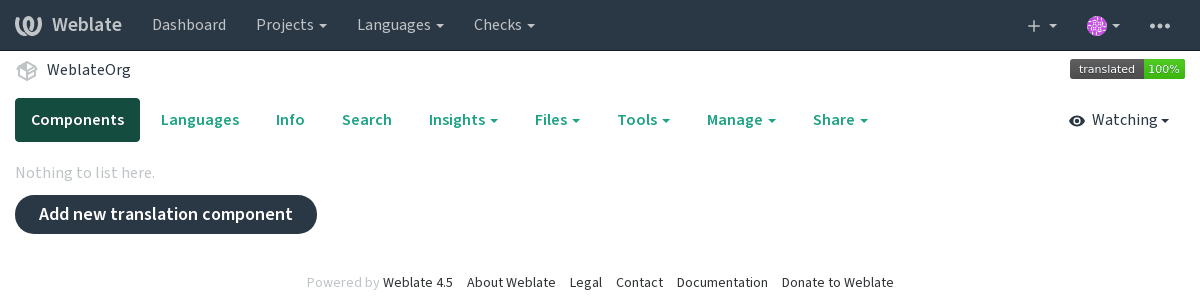 Weblate Dashboard Projects Languages Checks
WeblateOrg translated 100%
Components Languages Info Search Insights Files Tools Manage Share Watching
Nothing to list here.
Add new translation component
Powered by Weblate 4.5 About Weblate Legal Contact Documentation Donate to Weblate